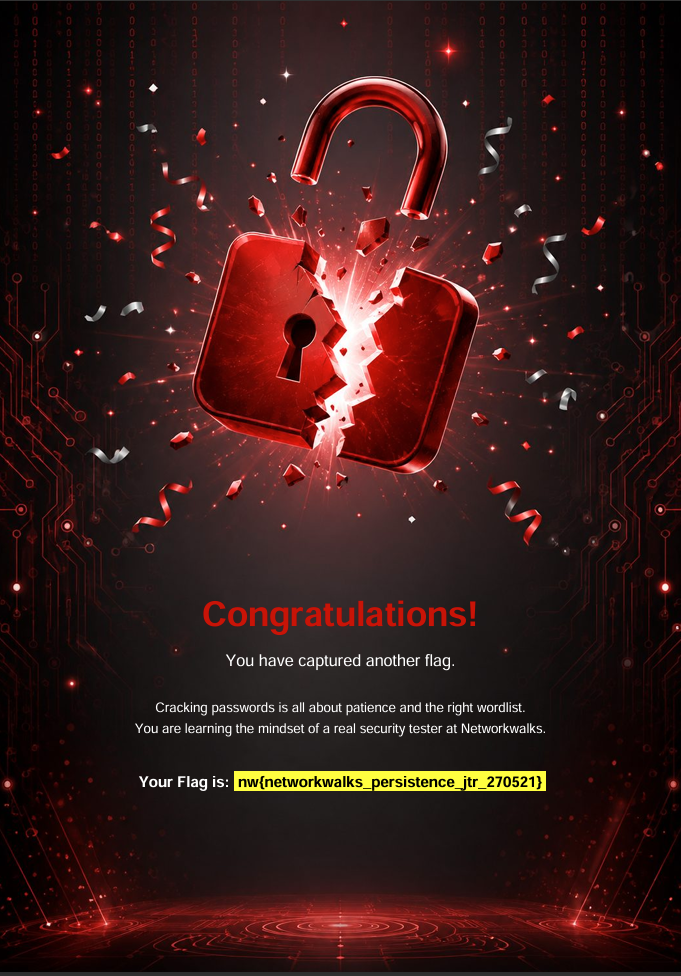 Congratulations!
You have captured another flag.
Cracking passwords is all about patience and the right wordlist.
You are learning the mindset of a real security tester at Networkwalks.
Your Flag is: nw{networkwalks_persistence_jtr_270521}